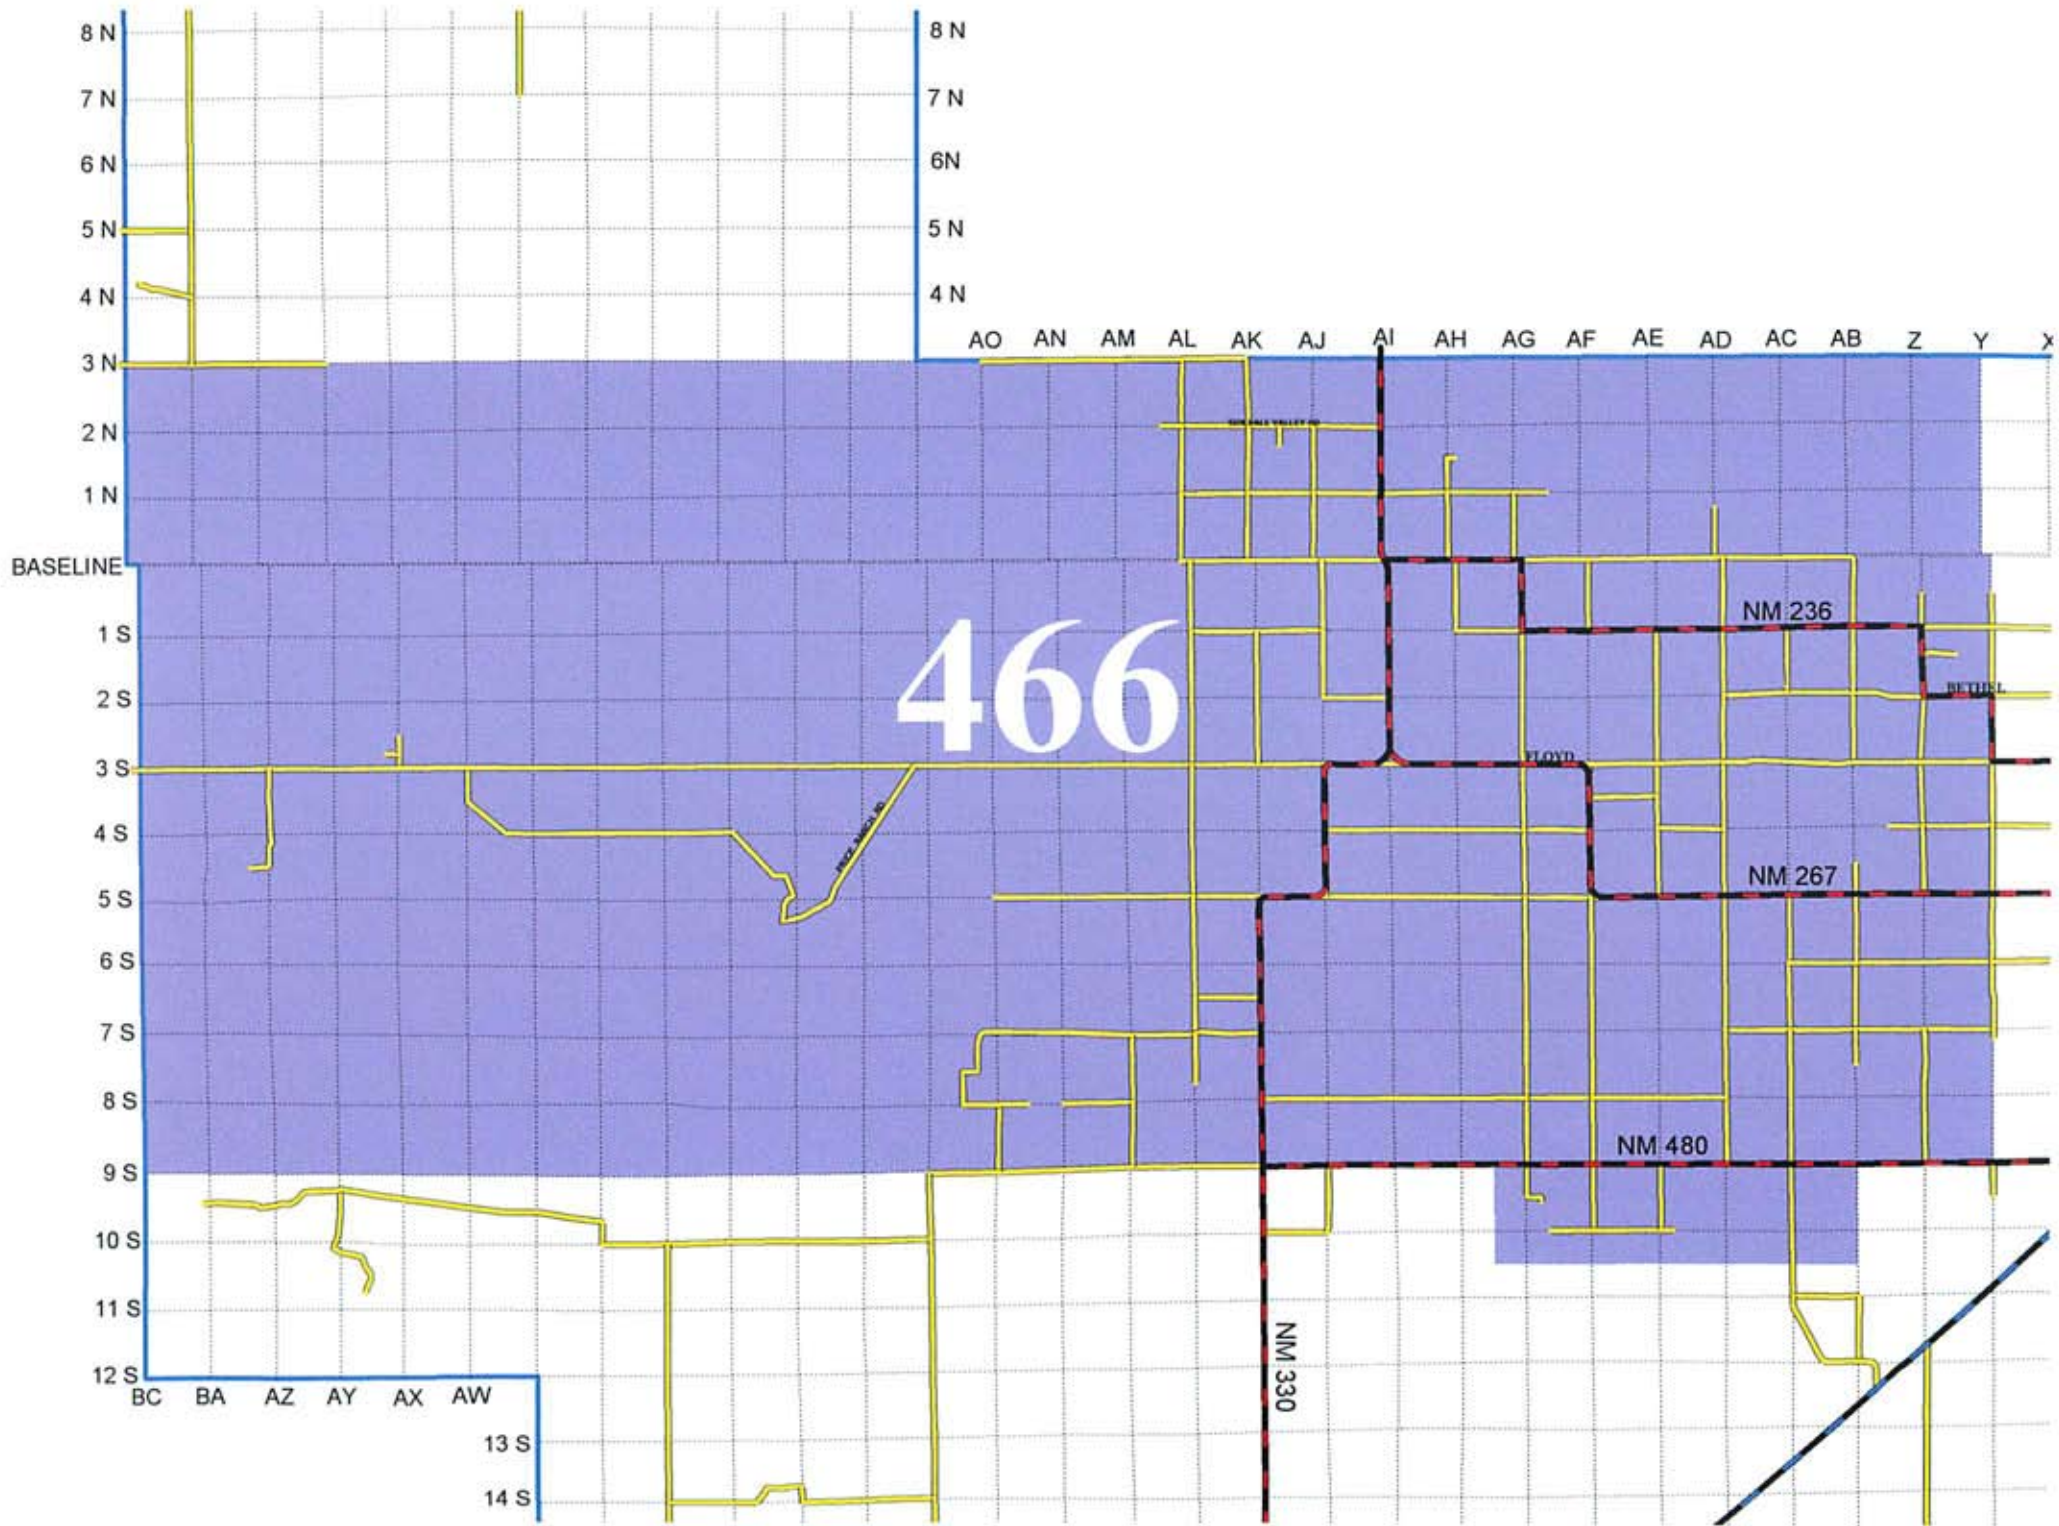 8 N 8 N
7 N 7 N
6 N 6N
5 N 5 N
4 N 4 N
AO AN AM AL AK AJ AI AH AG AF AE AD AC AB Z Y X
3 N
2 N
1 N
BASELINE
NM 236
1 S
466
2 S BETHEL
FLOYD
3 S
4 S
PRICE RANCH RD
NM 267
5 S
6 S
7 S
8 S
NM 480
9 S
10 S
11 S
NM 330
12 S
BC BA AZ AY AX AW
13 S
14 S